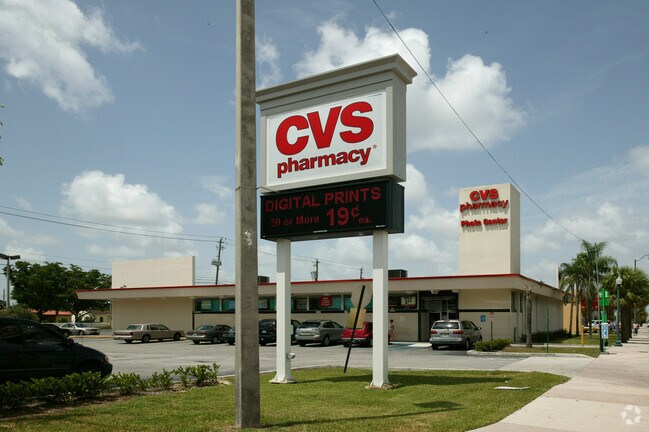 CVS
pharmacy®
DIGITAL PRINTS
50 or More 19¢ ea.
CVS
pharmacy
Photo Center